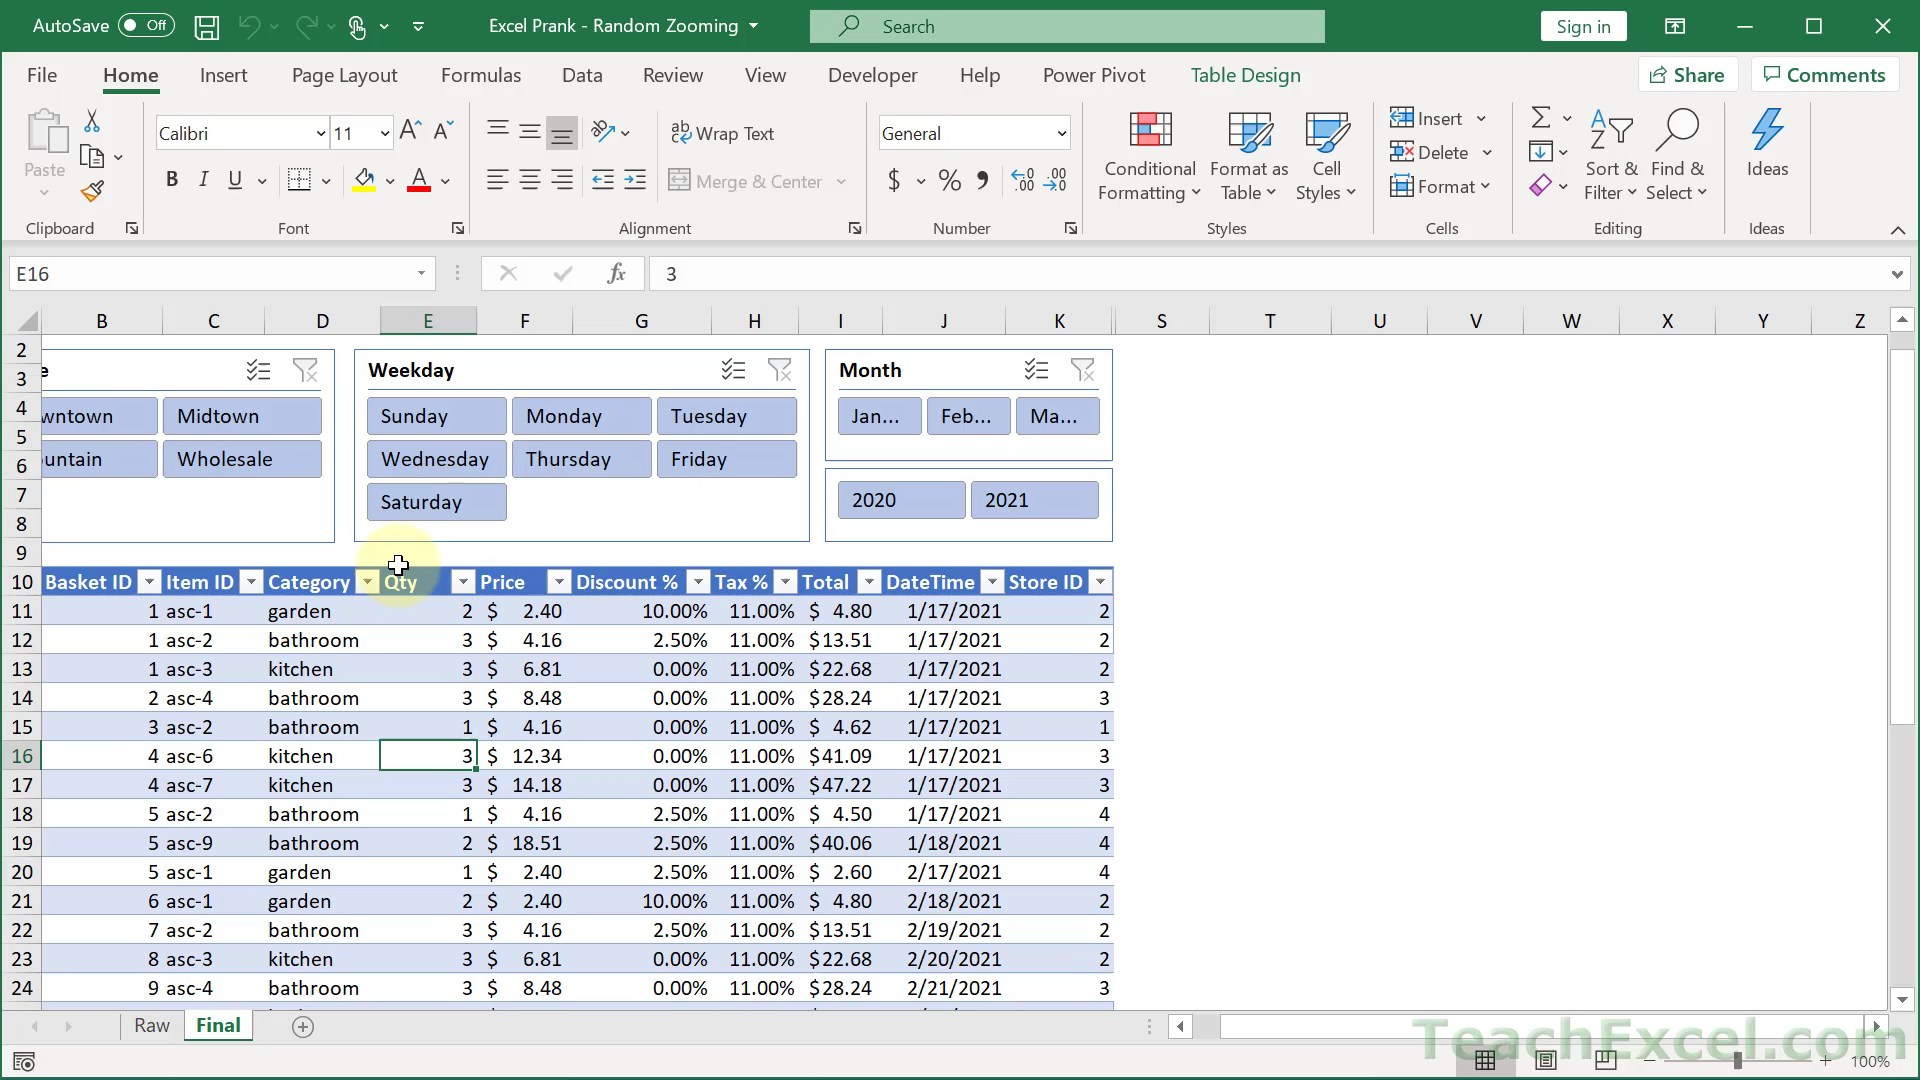 AutoSave Off Excel Prank - Random Zooming Search Sign in
File Home Insert Page Layout Formulas Data Review View Developer Help Power Pivot Table Design Share Comments
Paste
Calibri 11
B I U
ab Wrap Text
Merge & Center
General
$ % ,
Conditional Formatting
Format as Table
Cell Styles
Insert
Delete
Format
Sort & Filter
Find & Select
Ideas
Clipboard Font Alignment Number Styles Cells Editing Ideas
E16 fx 3
B C D E F G H I J K S T U V W X Y Z
2
3
4
5
6
7
8
9
e
wntown Midtown
untain Wholesale
Weekday
Sunday Monday Tuesday
Wednesday Thursday Friday
Saturday
Month
Jan... Feb... Ma...
2020 2021
10 Basket ID Item ID Category Qty Price Discount % Tax % Total DateTime Store ID
11 1 asc-1 garden 2 $ 2.40 10.00% 11.00% $ 4.80 1/17/2021 2
12 1 asc-2 bathroom 3 $ 4.16 2.50% 11.00% $13.51 1/17/2021 2
13 1 asc-3 kitchen 3 $ 6.81 0.00% 11.00% $22.68 1/17/2021 2
14 2 asc-4 bathroom 3 $ 8.48 0.00% 11.00% $28.24 1/17/2021 3
15 3 asc-2 bathroom 1 $ 4.16 0.00% 11.00% $ 4.62 1/17/2021 1
16 4 asc-6 kitchen 3 $ 12.34 0.00% 11.00% $41.09 1/17/2021 3
17 4 asc-7 kitchen 3 $ 14.18 0.00% 11.00% $47.22 1/17/2021 3
18 5 asc-2 bathroom 1 $ 4.16 2.50% 11.00% $ 4.50 1/17/2021 4
19 5 asc-9 bathroom 2 $ 18.51 2.50% 11.00% $40.06 1/18/2021 4
20 5 asc-1 garden 1 $ 2.40 2.50% 11.00% $ 2.60 2/17/2021 4
21 6 asc-1 garden 2 $ 2.40 10.00% 11.00% $ 4.80 2/18/2021 2
22 7 asc-2 bathroom 3 $ 4.16 2.50% 11.00% $13.51 2/19/2021 2
23 8 asc-3 kitchen 3 $ 6.81 0.00% 11.00% $22.68 2/20/2021 2
24 9 asc-4 bathroom 3 $ 8.48 0.00% 11.00% $28.24 2/21/2021 3
Raw Final
TeachExcel.com
100%